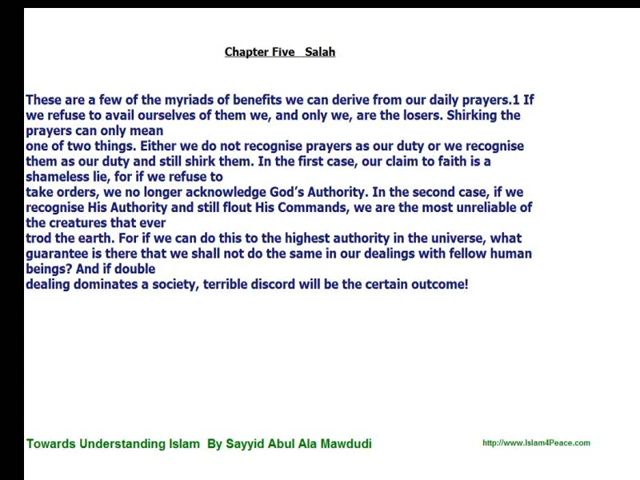 Chapter Five Salah
These are a few of the myriads of benefits we can derive from our daily prayers.1 If
we refuse to avail ourselves of them we, and only we, are the losers. Shirking the
prayers can only mean
one of two things. Either we do not recognise prayers as our duty or we recognise
them as our duty and still shirk them. In the first case, our claim to faith is a
shameless lie, for if we refuse to
take orders, we no longer acknowledge God’s Authority. In the second case, if we
recognise His Authority and still flout His Commands, we are the most unreliable of
the creatures that ever
trod the earth. For if we can do this to the highest authority in the universe, what
guarantee is there that we shall not do the same in our dealings with fellow human
beings? And if double
dealing dominates a society, terrible discord will be the certain outcome!
Towards Understanding Islam By Sayyid Abul Ala Mawdudi
http://www.Islam4Peace.com